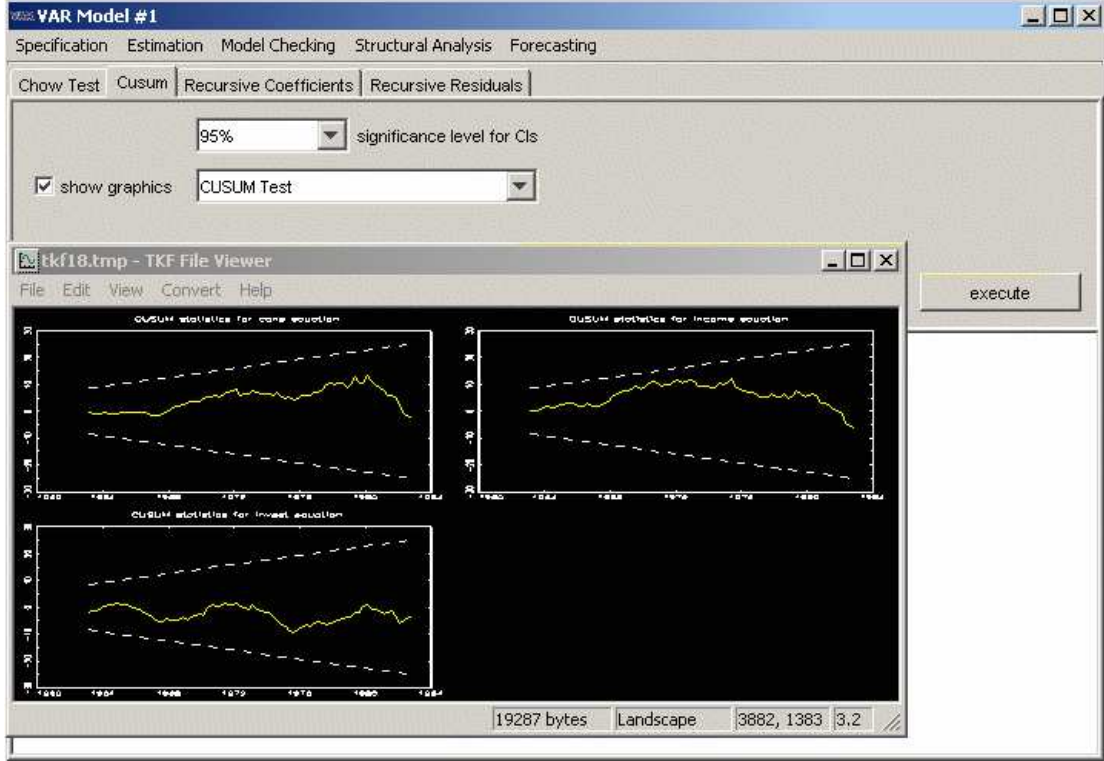 VAR Model #1
Specification Estimation Model Checking Structural Analysis Forecasting
Chow Test Cusum Recursive Coefficients Recursive Residuals
95% significance level for CIs
show graphics CUSUM Test
tkf18.tmp - TKF File Viewer
File Edit View Convert Help
execute
CUSUM statistics for cons equation
CUSUM statistics for income equation
CUSUM statistics for invest equation
19287 bytes Landscape 3882, 1383 3.2